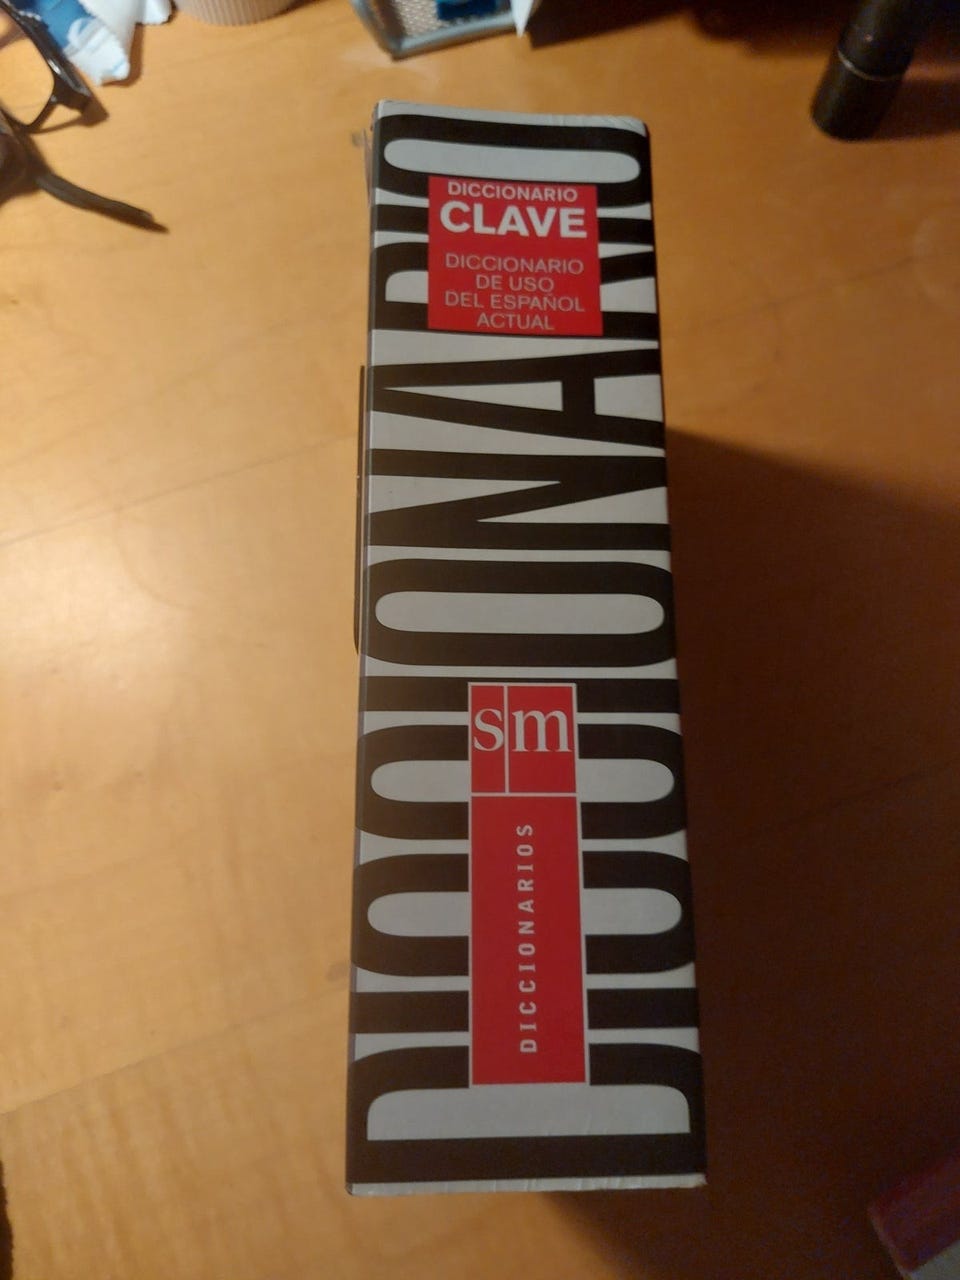 DICCIONARIO
CLAVE
DICCIONARIO
DE USO
DEL ESPAÑOL
ACTUAL
DICCIONARIO
sm
DICCIONARIOS